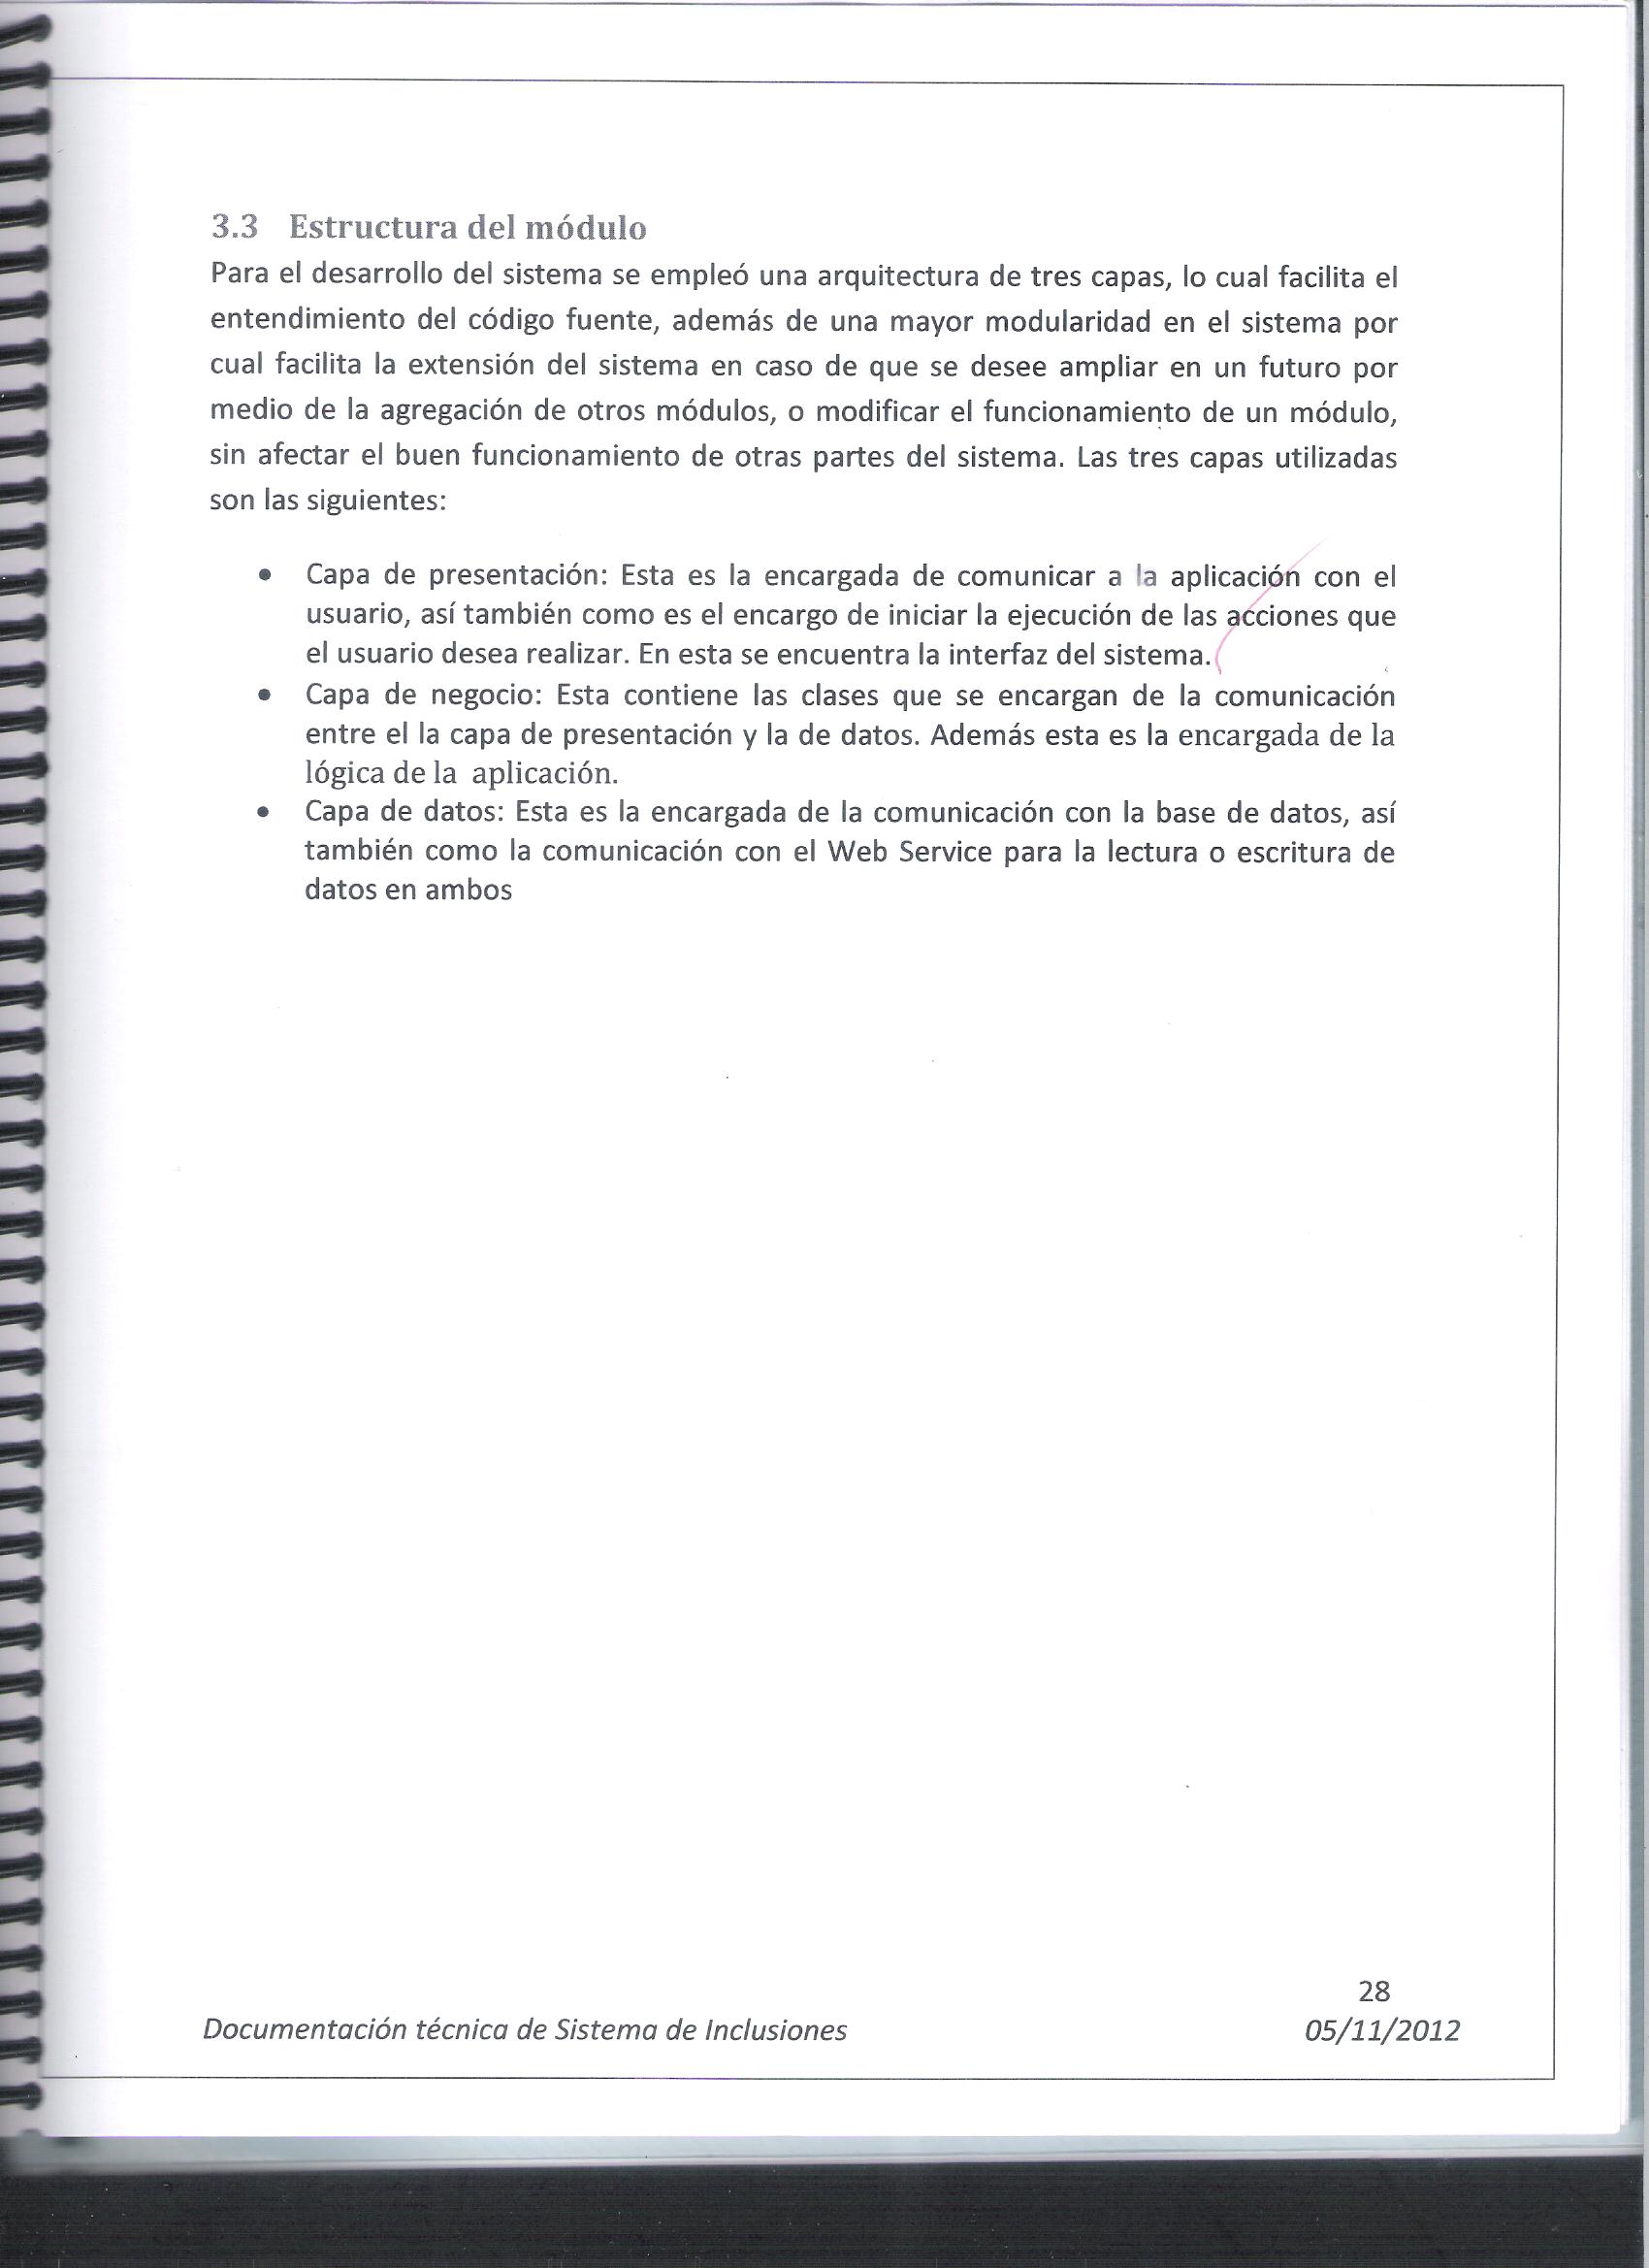 3.3 Estructura del módulo
Para el desarrollo del sistema se empleó una arquitectura de tres capas, lo cual facilita el
entendimiento del código fuente, además de una mayor modularidad en el sistema por
cual facilita la extensión del sistema en caso de que se desee ampliar en un futuro por
medio de la agregación de otros módulos, o modificar el funcionamiento de un módulo,
sin afectar el buen funcionamiento de otras partes del sistema. Las tres capas utilizadas
son las siguientes:
• Capa de presentación: Esta es la encargada de comunicar a la aplicación con el
usuario, así también como es el encargo de iniciar la ejecución de las acciones que
el usuario desea realizar. En esta se encuentra la interfaz del sistema.
• Capa de negocio: Esta contiene las clases que se encargan de la comunicación
entre el la capa de presentación y la de datos. Además esta es la encargada de la
lógica de la aplicación.
• Capa de datos: Esta es la encargada de la comunicación con la base de datos, así
también como la comunicación con el Web Service para la lectura o escritura de
datos en ambos
28
Documentación técnica de Sistema de Inclusiones 05/11/2012